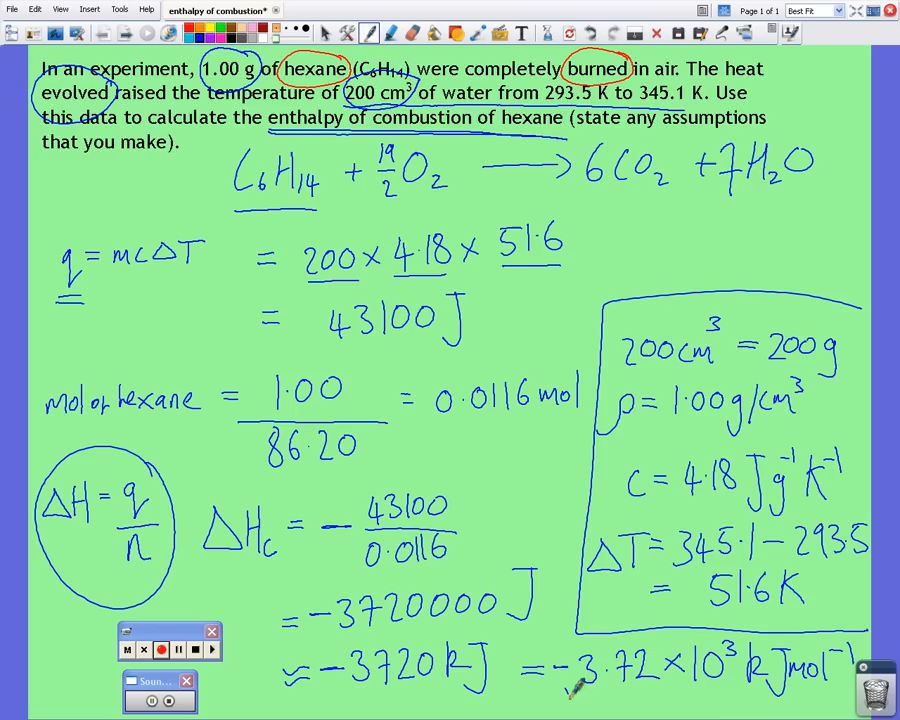 File Edit View Insert Tools Help
enthalpy of combustion* ×
Page 1 of 1 Best Fit
In an experiment, 1.00 g of hexane (C₆H₁₄) were completely burned in air. The heat
evolved raised the temperature of 200 cm³ of water from 293.5 K to 345.1 K. Use
this data to calculate the enthalpy of combustion of hexane (state any assumptions
that you make).
C₆H₁₄ + 19/2 O₂ → 6CO₂ + 7H₂O
q = mcΔT = 200 × 4.18 × 51.6
= 43100 J
mol of hexane = 1.00 / 86.20 = 0.0116 mol
ΔH = q / n
ΔHc = − 43100 / 0.0116
= −3720000 J
≈ −3720 kJ = −3.72 × 10³ kJ mol⁻¹
200cm³ = 200g
ρ = 1.00g/cm³
c = 4.18 J g⁻¹ K⁻¹
ΔT = 345.1 − 293.5
= 51.6 K
M
Soun...